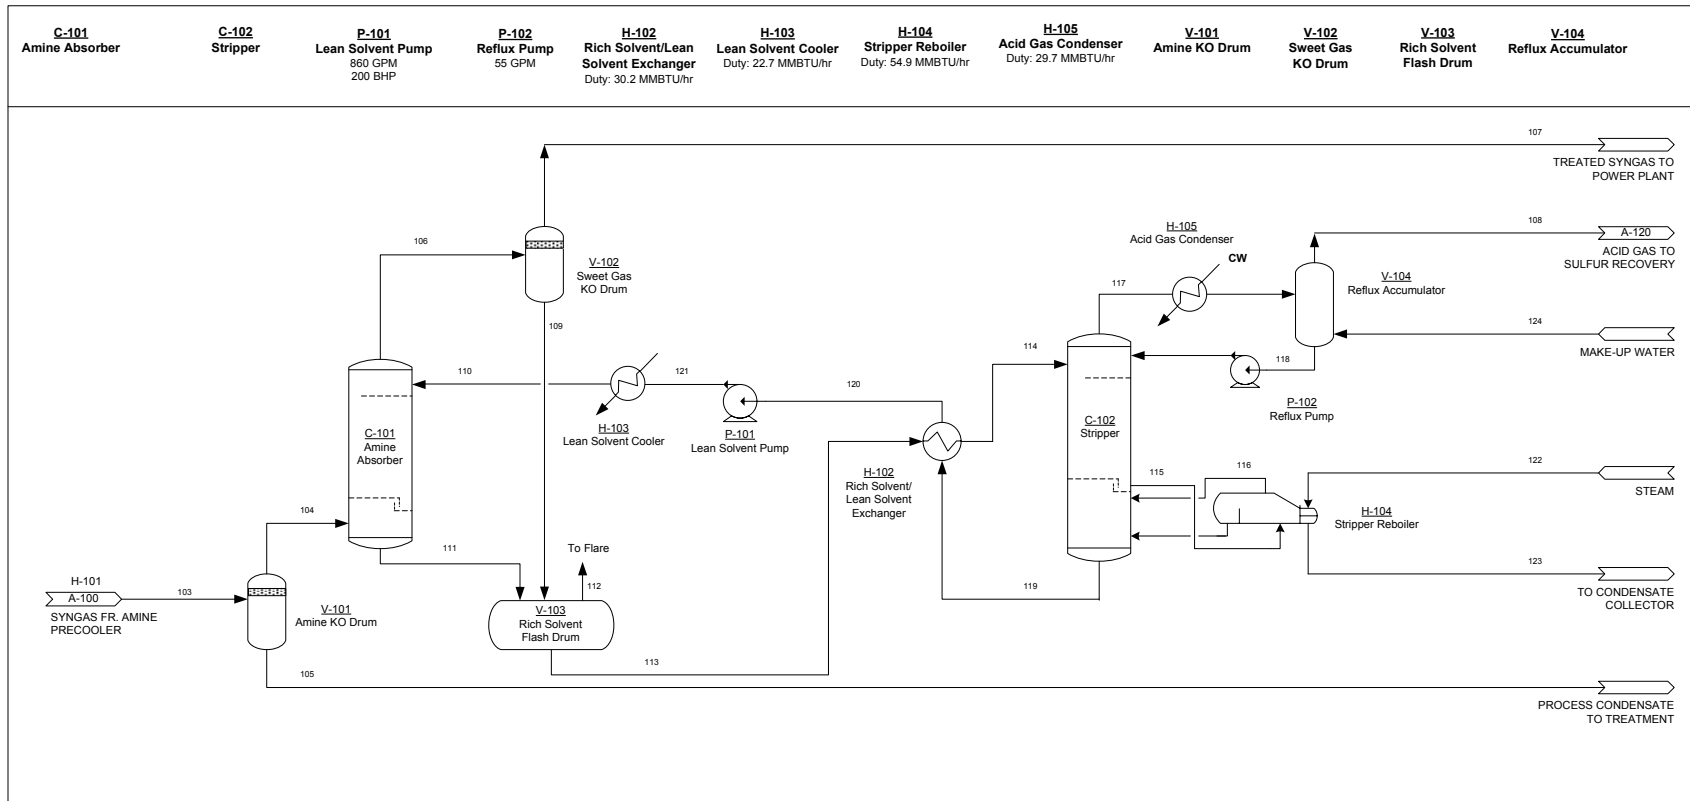 C-101
Amine Absorber
C-102
Stripper
P-101
Lean Solvent Pump
860 GPM
200 BHP
P-102
Reflux Pump
55 GPM
H-102
Rich Solvent/Lean
Solvent Exchanger
Duty: 30.2 MMBTU/hr
H-103
Lean Solvent Cooler
Duty: 22.7 MMBTU/hr
H-104
Stripper Reboiler
Duty: 54.9 MMBTU/hr
H-105
Acid Gas Condenser
Duty: 29.7 MMBTU/hr
V-101
Amine KO Drum
V-102
Sweet Gas
KO Drum
V-103
Rich Solvent
Flash Drum
V-104
Reflux Accumulator
107
TREATED SYNGAS TO
POWER PLANT
106
V-102
Sweet Gas
KO Drum
109
H-105
Acid Gas Condenser
CW
117
108
A-120
ACID GAS TO
SULFUR RECOVERY
V-104
Reflux Accumulator
124
MAKE-UP WATER
118
P-102
Reflux Pump
114
110
121
120
H-103
Lean Solvent Cooler
P-101
Lean Solvent Pump
C-101
Amine
Absorber
C-102
Stripper
H-102
Rich Solvent/
Lean Solvent
Exchanger
115
116
122
STEAM
H-104
Stripper Reboiler
104
111
To Flare
112
119
123
TO CONDENSATE
COLLECTOR
H-101
A-100
103
SYNGAS FR. AMINE
PRECOOLER
V-101
Amine KO Drum
V-103
Rich Solvent
Flash Drum
113
105
PROCESS CONDENSATE
TO TREATMENT